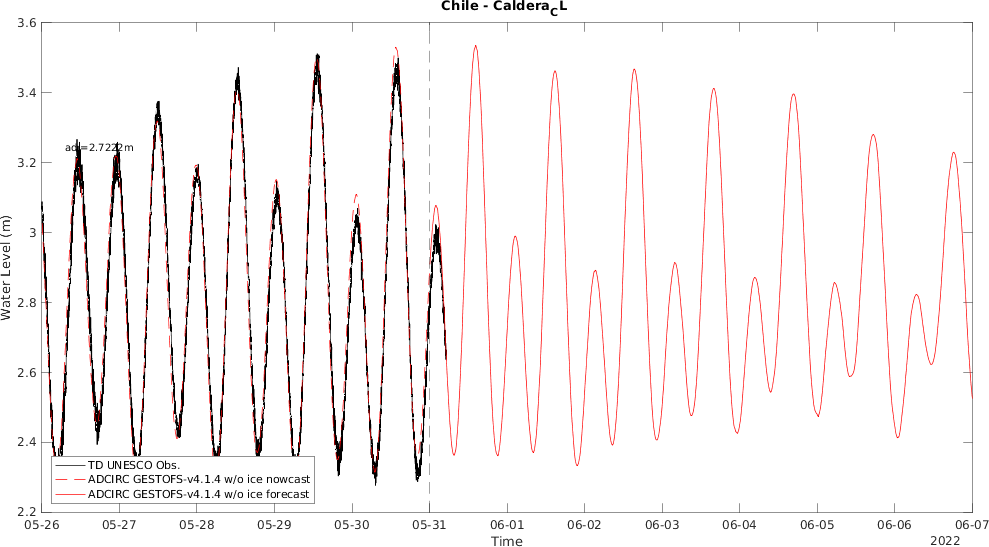 Chile - Caldera_CL
3.6
3.4
3.2
3
2.8
2.6
2.4
2.2
Water Level (m)
adj=2.7222m
TD UNESCO Obs.
ADCIRC GESTOFS-v4.1.4 w/o ice nowcast
ADCIRC GESTOFS-v4.1.4 w/o ice forecast
05-26 05-27 05-28 05-29 05-30 05-31 06-01 06-02 06-03 06-04 06-05 06-06 06-07
Time
2022